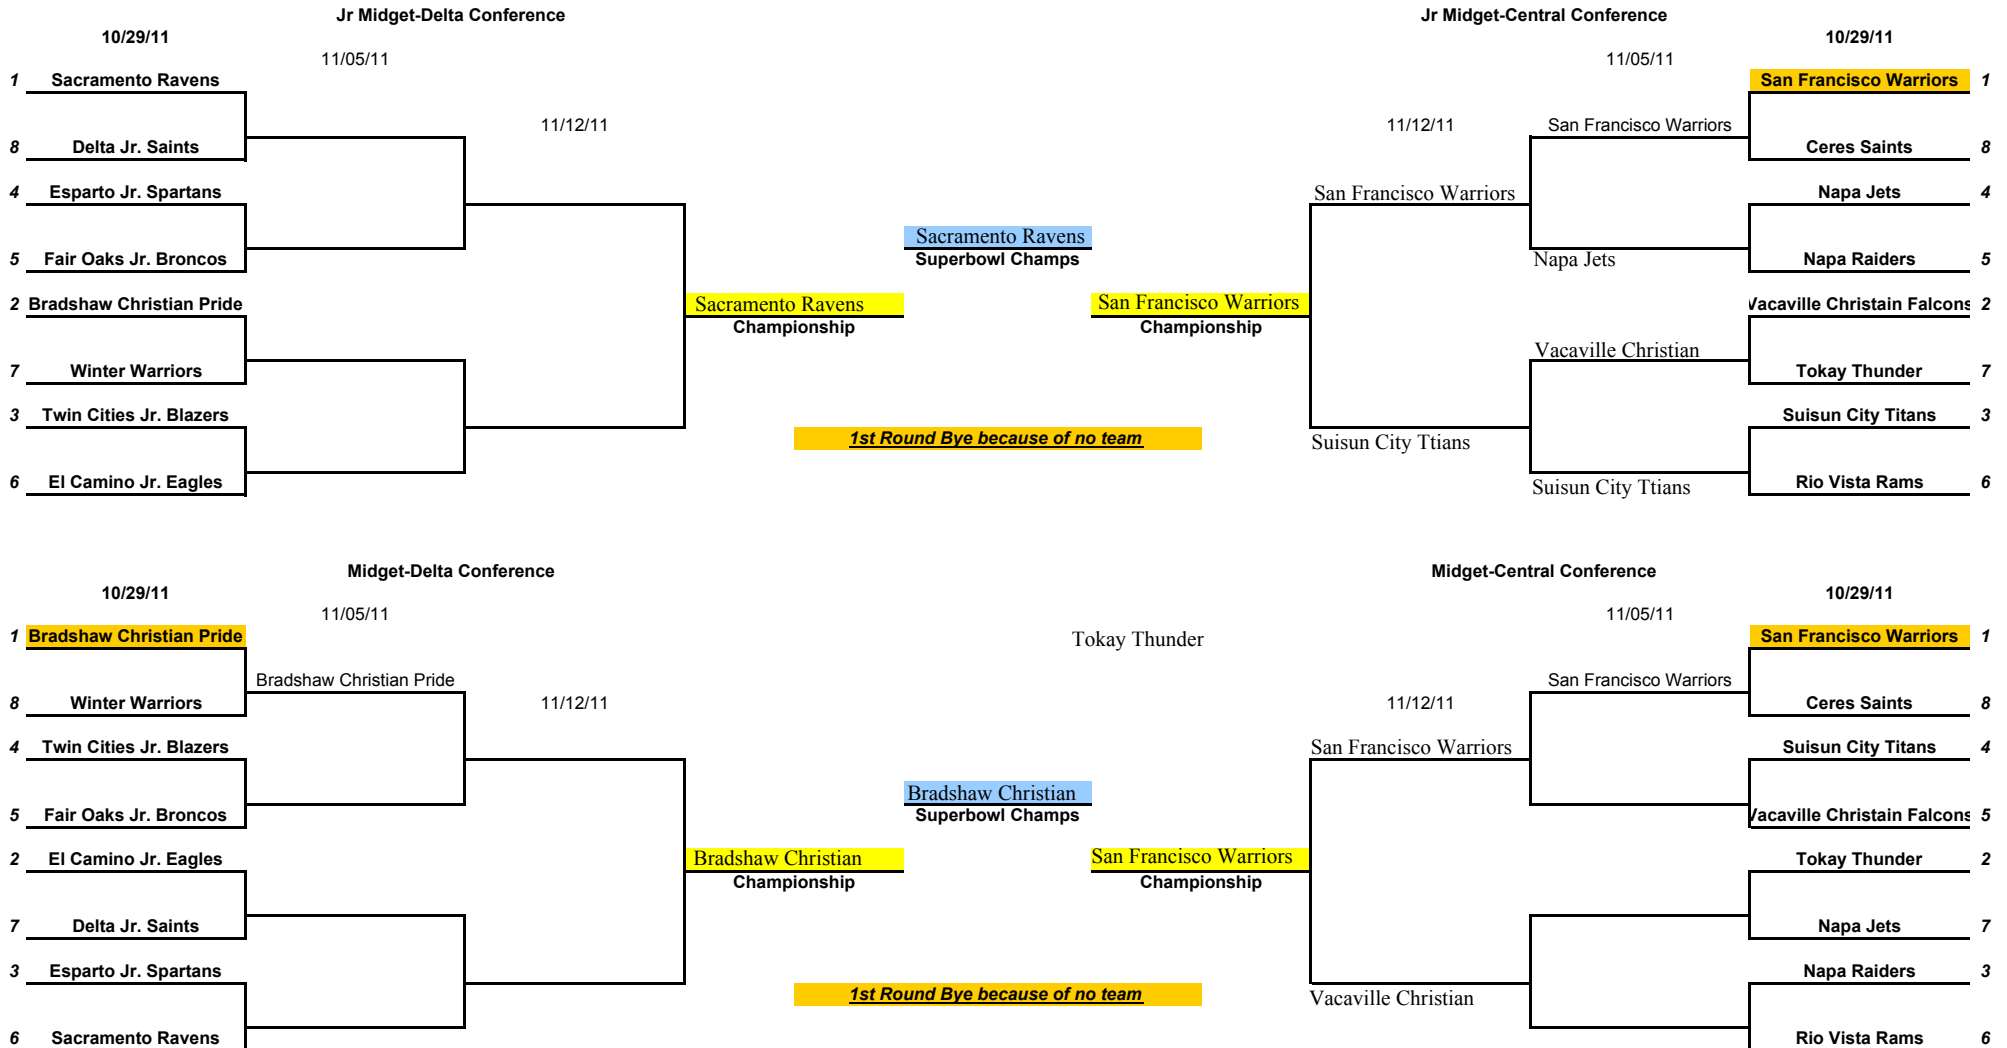 Jr Midget-Delta Conference
Jr Midget-Central Conference
10/29/11
10/29/11
11/05/11
11/05/11
1 Sacramento Ravens
San Francisco Warriors 1
11/12/11
11/12/11
San Francisco Warriors
8 Delta Jr. Saints
Ceres Saints 8
4 Esparto Jr. Spartans
San Francisco Warriors
Napa Jets 4
Sacramento Ravens
Superbowl Champs
5 Fair Oaks Jr. Broncos
Napa Jets
Napa Raiders 5
2 Bradshaw Christian Pride
Sacramento Ravens
San Francisco Warriors
Vacaville Christain Falcons 2
Championship
Championship
Vacaville Christian
7 Winter Warriors
Tokay Thunder 7
3 Twin Cities Jr. Blazers
Suisun City Titans 3
1st Round Bye because of no team
Suisun City Ttians
6 El Camino Jr. Eagles
Suisun City Ttians
Rio Vista Rams 6
Midget-Delta Conference
Midget-Central Conference
10/29/11
10/29/11
11/05/11
11/05/11
1 Bradshaw Christian Pride
Tokay Thunder
San Francisco Warriors 1
Bradshaw Christian Pride
San Francisco Warriors
8 Winter Warriors
11/12/11
11/12/11
Ceres Saints 8
4 Twin Cities Jr. Blazers
San Francisco Warriors
Suisun City Titans 4
Bradshaw Christian
Superbowl Champs
5 Fair Oaks Jr. Broncos
Vacaville Christain Falcons 5
2 El Camino Jr. Eagles
Bradshaw Christian
San Francisco Warriors
Tokay Thunder 2
Championship
Championship
7 Delta Jr. Saints
Napa Jets 7
3 Esparto Jr. Spartans
Napa Raiders 3
1st Round Bye because of no team
Vacaville Christian
6 Sacramento Ravens
Rio Vista Rams 6